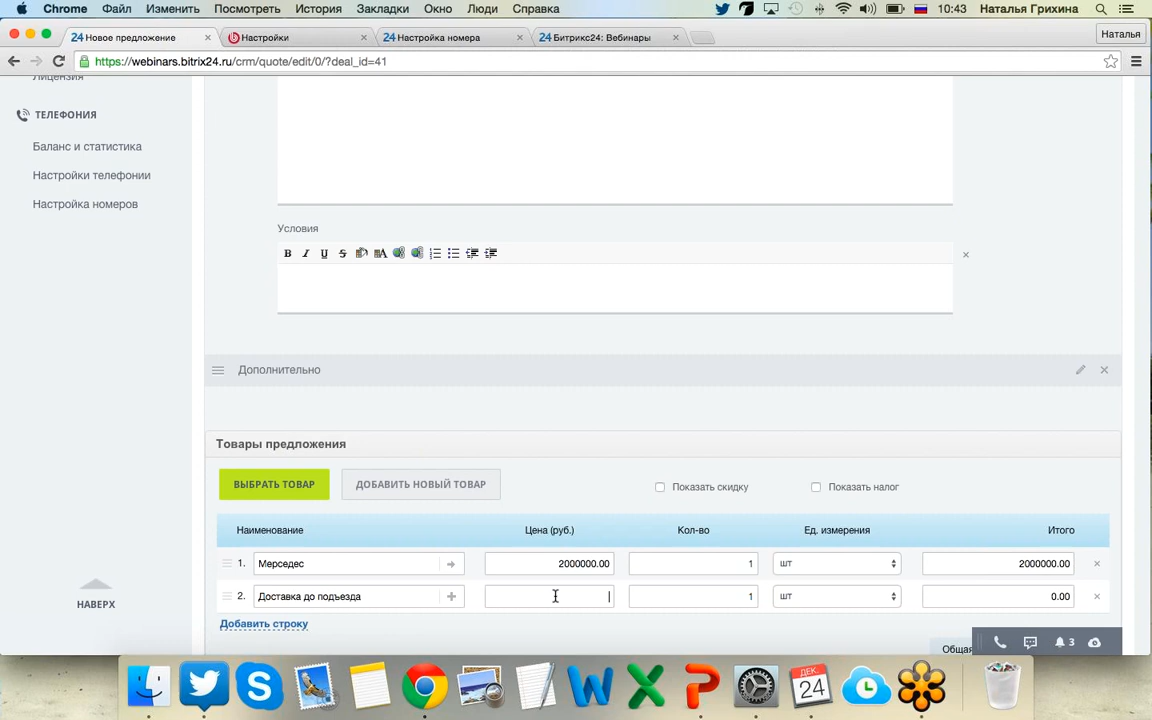 Chrome Файл Изменить Просмотреть История Закладки Окно Люди Справка 10:43 Наталья Грихина
24 Новое предложение × Настройки × 24 Настройка номера × 24 Битрикс24: Вебинары × Наталья
https://webinars.bitrix24.ru/crm/quote/edit/0/?deal_id=41
Лицензия
ТЕЛЕФОНИЯ
Баланс и статистика
Настройки телефонии
Настройка номеров
Условия
B I U S
Дополнительно
Товары предложения
ВЫБРАТЬ ТОВАР ДОБАВИТЬ НОВЫЙ ТОВАР Показать скидку Показать налог
Наименование Цена (руб.) Кол-во Ед. измерения Итого
1. Мерседес 2000000.00 1 шт 2000000.00
2. Доставка до подъезда 1 шт 0.00
Добавить строку
НАВЕРХ
3
Общая
ДЕК
24